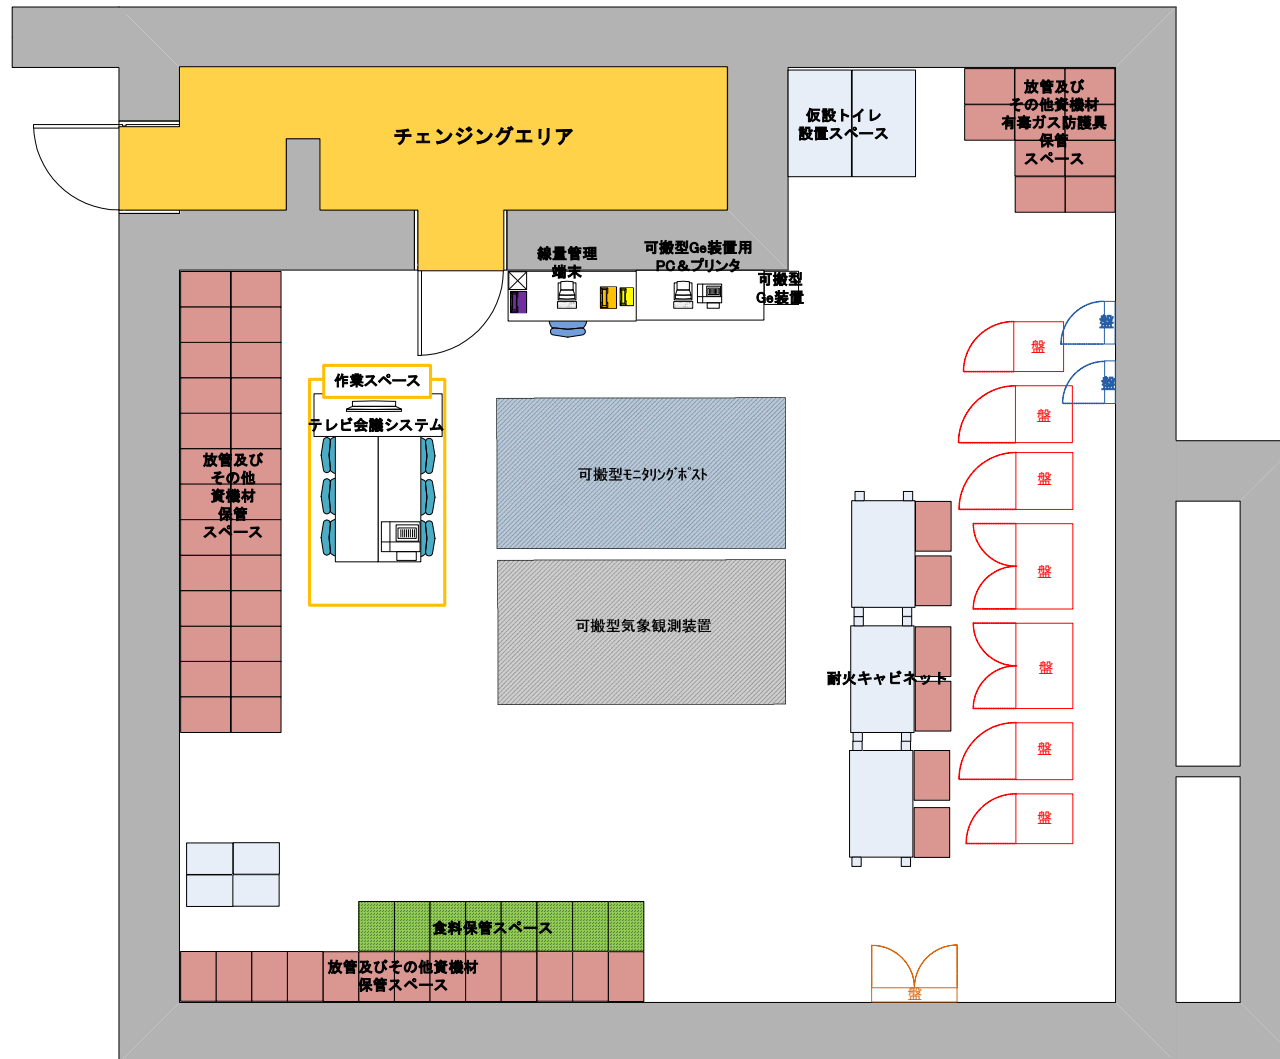 チェンジングエリア
仮設トイレ
設置スペース
放管及び
その他資機材
有毒ガス防護具
保管
スペース
線量管理
端末
可搬型Ge装置用
PC&プリンタ
可搬型
Ge装置
盤
盤
盤
盤
作業スペース
テレビ会議システム
放管及び
その他
資機材
保管
スペース
可搬型モニタリングポスト
盤
盤
可搬型気象観測装置
耐火キャビネット
盤
盤
盤
食料保管スペース
放管及びその他資機材
保管スペース
盤